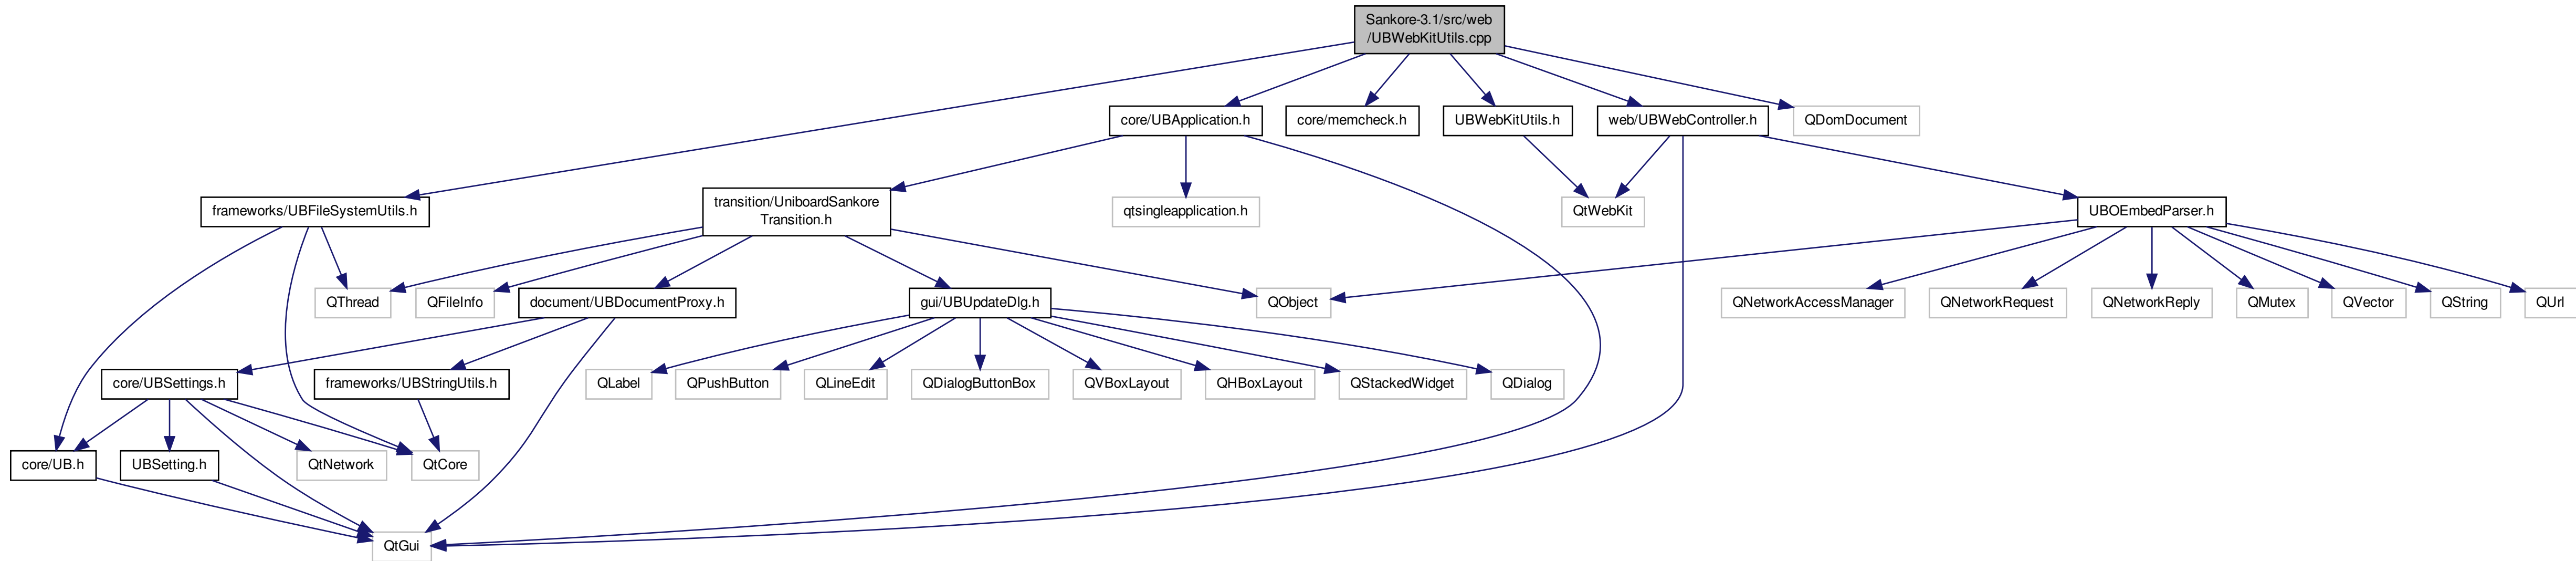 Sankore-3.1/src/web
/UBWebKitUtils.cpp
core/UBApplication.h
core/memcheck.h
UBWebKitUtils.h
web/UBWebController.h
QDomDocument
frameworks/UBFileSystemUtils.h
transition/UniboardSankore
Transition.h
qtsingleapplication.h
QtWebKit
UBOEmbedParser.h
QThread
QFileInfo
document/UBDocumentProxy.h
gui/UBUpdateDlg.h
QObject
QNetworkAccessManager
QNetworkRequest
QNetworkReply
QMutex
QVector
QString
QUrl
core/UBSettings.h
frameworks/UBStringUtils.h
QLabel
QPushButton
QLineEdit
QDialogButtonBox
QVBoxLayout
QHBoxLayout
QStackedWidget
QDialog
core/UB.h
UBSetting.h
QtNetwork
QtCore
QtGui